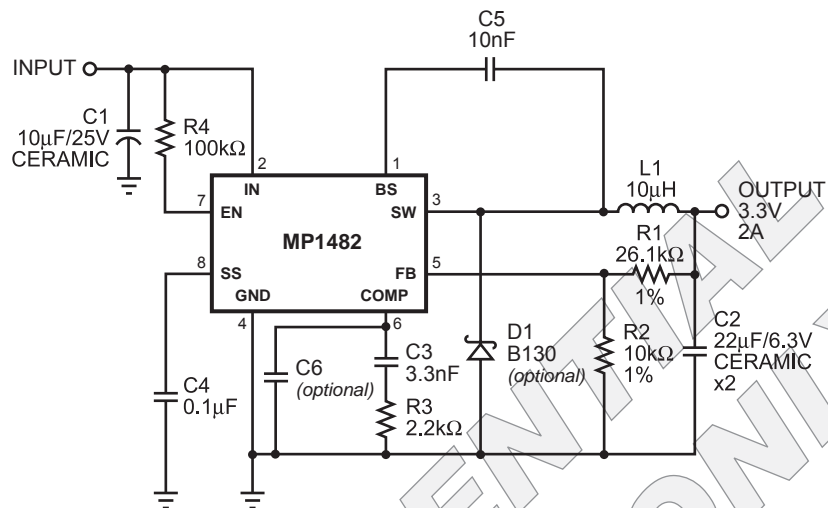 C5
10nF
INPUT
C1
10µF/25V
CERAMIC
R4
100kΩ
2
1
IN
BS
L1
10µH
OUTPUT
3.3V
2A
7
EN
SW
3
MP1482
R1
26.1kΩ
1%
8
SS
FB
5
GND
COMP
4
6
C4
0.1µF
C6
(optional)
C3
3.3nF
R3
2.2kΩ
D1
B130
(optional)
R2
10kΩ
1%
C2
22µF/6.3V
CERAMIC
x2